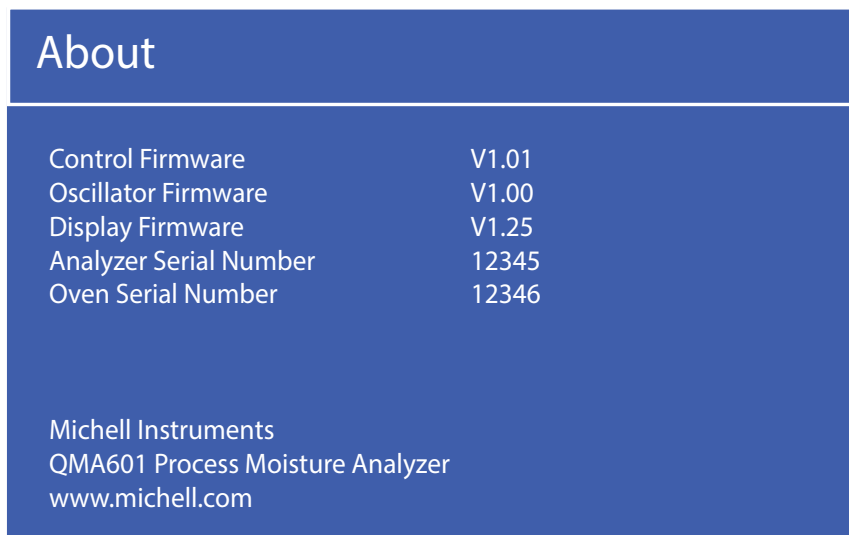 About
Control Firmware V1.01
Oscillator Firmware V1.00
Display Firmware V1.25
Analyzer Serial Number 12345
Oven Serial Number 12346
Michell Instruments
QMA601 Process Moisture Analyzer
www.michell.com